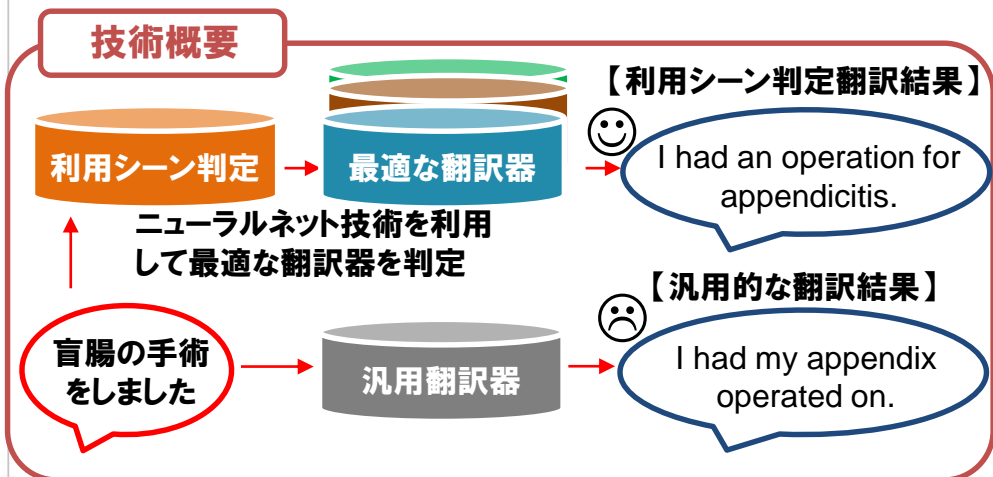 技術概要
【利用シーン判定翻訳結果】
利用シーン判定
最適な翻訳器
I had an operation for
appendicitis.
ニューラルネット技術を利用
して最適な翻訳器を判定
【汎用的な翻訳結果】
盲腸の手術
をしました
汎用翻訳器
I had my appendix
operated on.